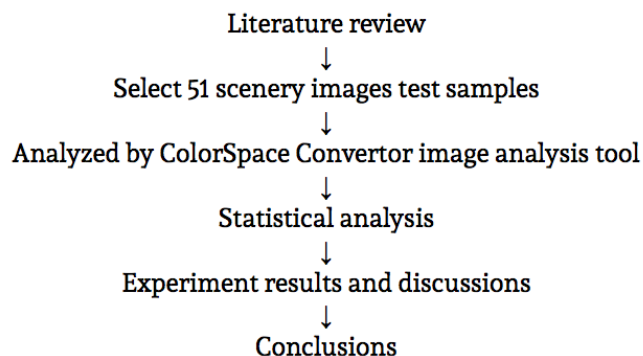 Literature review
↓
Select 51 scenery images test samples
↓
Analyzed by ColorSpace Convertor image analysis tool
↓
Statistical analysis
↓
Experiment results and discussions
↓
Conclusions